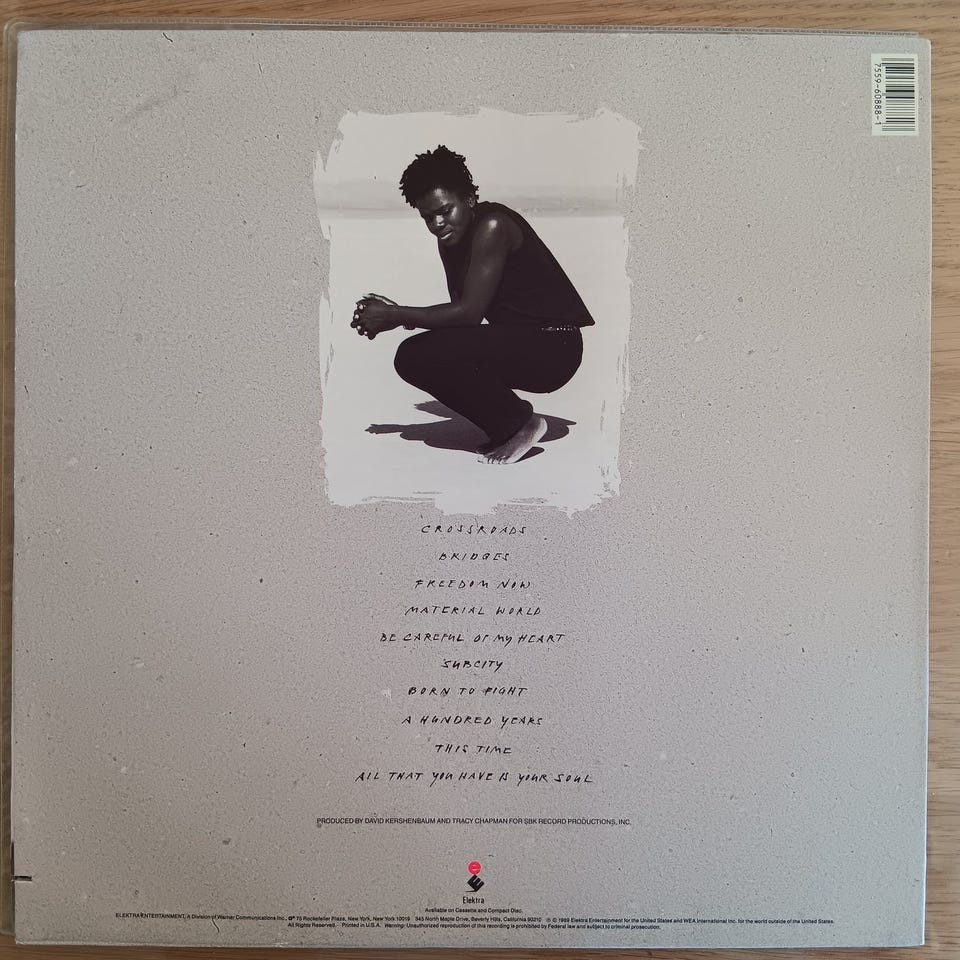 7559-60888-1
CROSSROADS
BRIDGES
FREEDOM NOW
MATERIAL WORLD
BE CAREFUL OF MY HEART
SUBCITY
BORN TO FIGHT
A HUNDRED YEARS
THIS TIME
ALL THAT YOU HAVE IS YOUR SOUL
PRODUCED BY DAVID KERSHENBAUM AND TRACY CHAPMAN FOR SBK RECORD PRODUCTIONS, INC.
Elektra
Available on Cassette and Compact Disc.
ELEKTRA ENTERTAINMENT, A Division of Warner Communications Inc., 75 Rockefeller Plaza, New York, New York 10019 345 North Maple Drive, Beverly Hills, California 90210 ℗ © 1989 Elektra Entertainment for the United States and WEA International Inc. for the world outside of the United States.
All Rights Reserved. Printed in U.S.A. Warning: Unauthorized reproduction of this recording is prohibited by Federal law and subject to criminal prosecution.